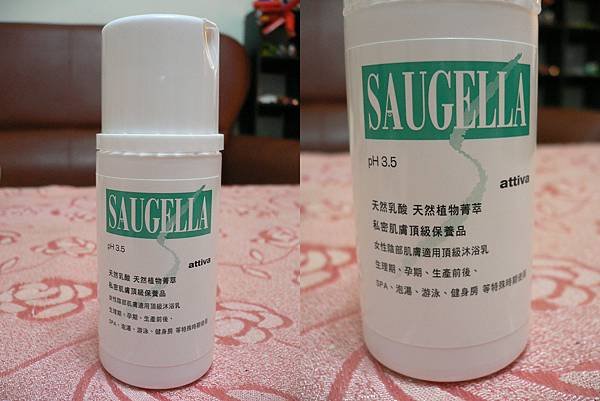 SAUGELLA
pH 3.5
attiva
天然乳酸 天然植物菁萃
私密肌膚頂級保養品
女性陰部肌膚適用頂級沐浴乳
生理期、孕期、生產前後、
SPA、泡湯、游泳、健身房 等特殊時期使用
SAUGELLA
pH 3.5
attiva
天然乳酸 天然植物菁萃
私密肌膚頂級保養品
女性陰部肌膚適用頂級沐浴乳
生理期、孕期、生產前後、
SPA、泡湯、游泳、健身房 等特殊時期使用